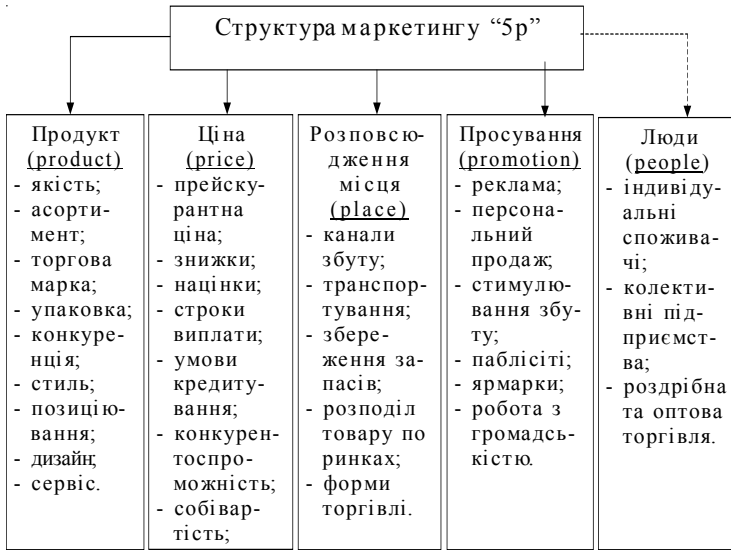 Структура маркетингу “5р”
Продукт
(product)
- якість;
- асорти-
мент;
- торгова
марка;
- упаковка;
- конкуре-
нція;
- стиль;
- позицію-
вання;
- дизайн;
- сервіс.
Ціна
(price)
- прейску-
рантна
ціна;
- знижки;
- націнки;
- строки
виплати;
- умови
кредиту-
вання;
- конкурен-
тоспро-
можність;
- собівар-
тість;
Розповсю-
дження
місця
(place)
- канали
збуту;
- транспор-
тування;
- збере-
ження за-
пасів;
- розподіл
товару по
ринках;
- форми
торгівлі.
Просування
(promotion)
- реклама;
- персона-
льний
продаж;
- стимулю-
вання збу-
ту;
- паблісіті;
- ярмарки;
- робота з
громадсь-
кістю.
Люди
(people)
- індивіду-
альні
спожива-
чі;
- колекти-
вні під-
приємст-
ва;
- роздрібна
та оптова
торгівля.